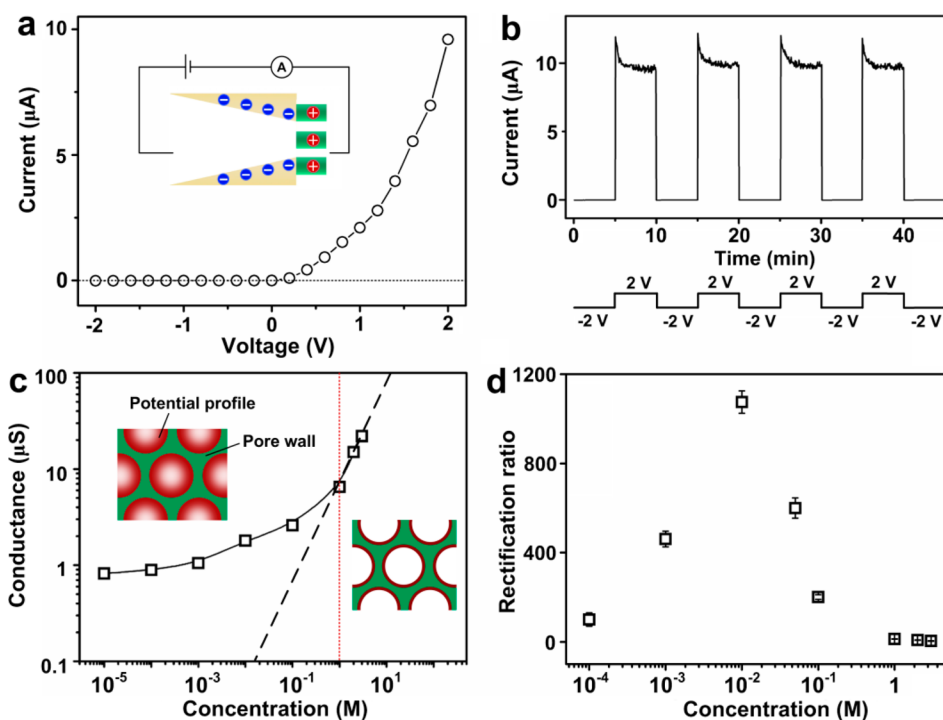 a
Current (μA)
10
5
0
A
-2
-1
0
1
2
Voltage (V)
b
Current (μA)
10
5
0
0
10
20
30
40
Time (min)
2 V 2 V 2 V 2 V
-2 V -2 V -2 V -2 V -2 V
c
Conductance (μS)
100
10
1
0.1
Potential profile
Pore wall
10⁻⁵
10⁻³
10⁻¹
10¹
Concentration (M)
d
Rectification ratio
1200
800
400
0
10⁻⁴
10⁻³
10⁻²
10⁻¹
1
Concentration (M)